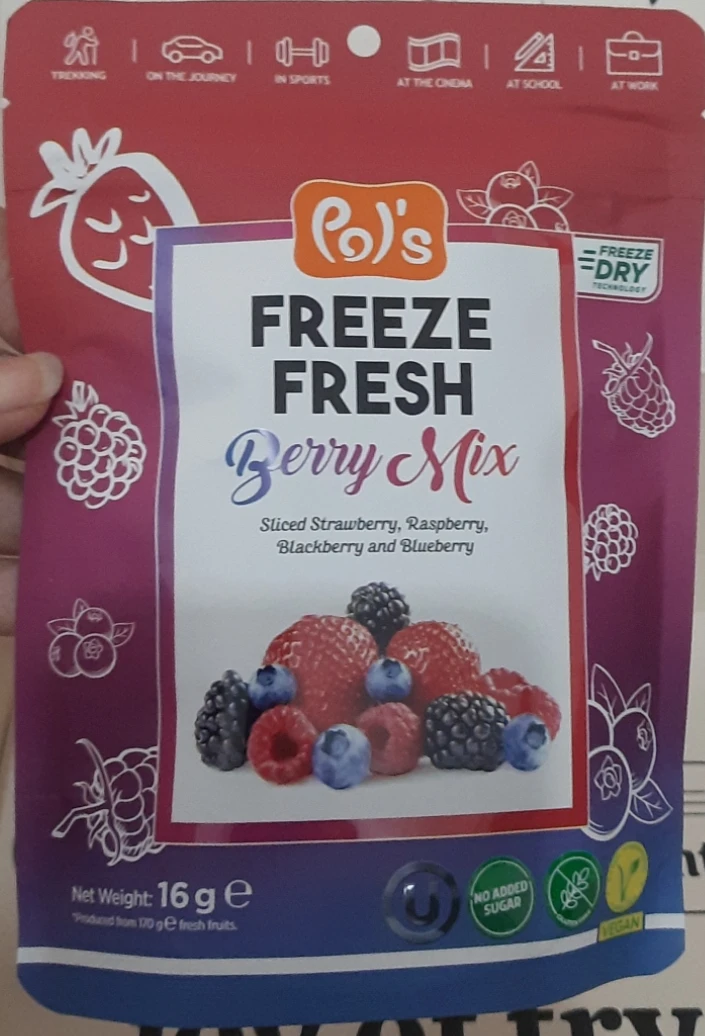 TREKKING | ON THE JOURNEY | IN SPORTS | AT THE CINEMA | AT SCHOOL | AT WORK
Pol's
FREEZE
DRY
TECHNOLOGY
FREEZE
FRESH
Berry Mix
Sliced Strawberry, Raspberry,
Blackberry and Blueberry
Net Weight: 16 g e
*Produced from 170 g e fresh fruits.
U
NO ADDED
SUGAR
V
VEGAN